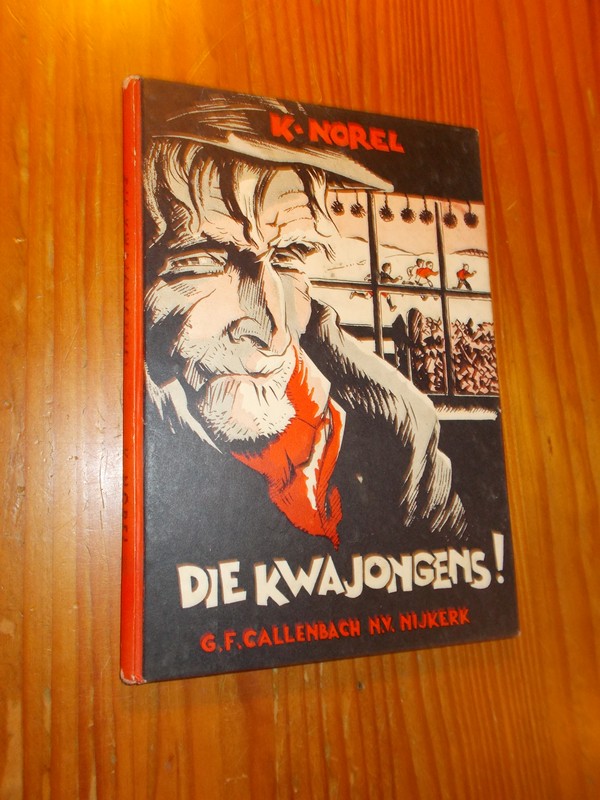 K. NOREL
DIE KWAJONGENS!
G.F. CALLENBACH N.V. NIJKERK